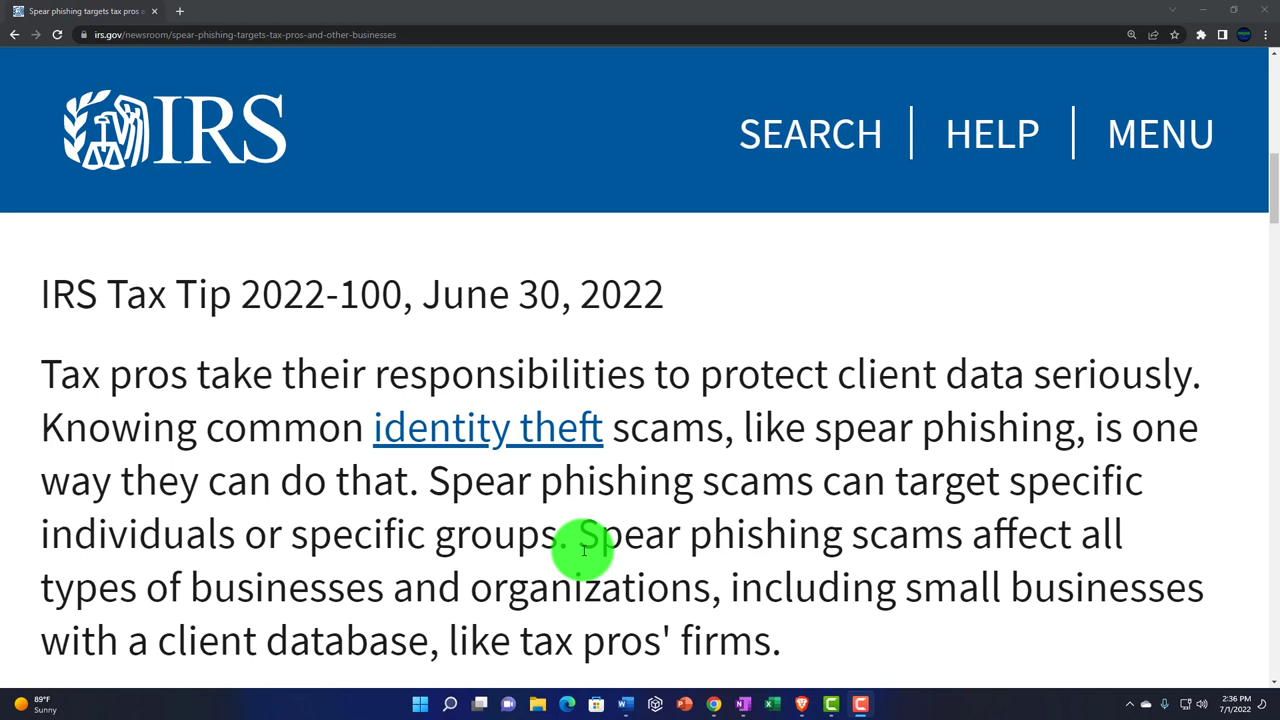 Spear phishing targets tax pros
irs.gov/newsroom/spear-phishing-targets-tax-pros-and-other-businesses
IRS
SEARCH
HELP
MENU
IRS Tax Tip 2022-100, June 30, 2022
Tax pros take their responsibilities to protect client data seriously.
Knowing common identity theft scams, like spear phishing, is one
way they can do that. Spear phishing scams can target specific
individuals or specific groups. Spear phishing scams affect all
types of businesses and organizations, including small businesses
with a client database, like tax pros' firms.
89°F
Sunny
2:36 PM
7/1/2022